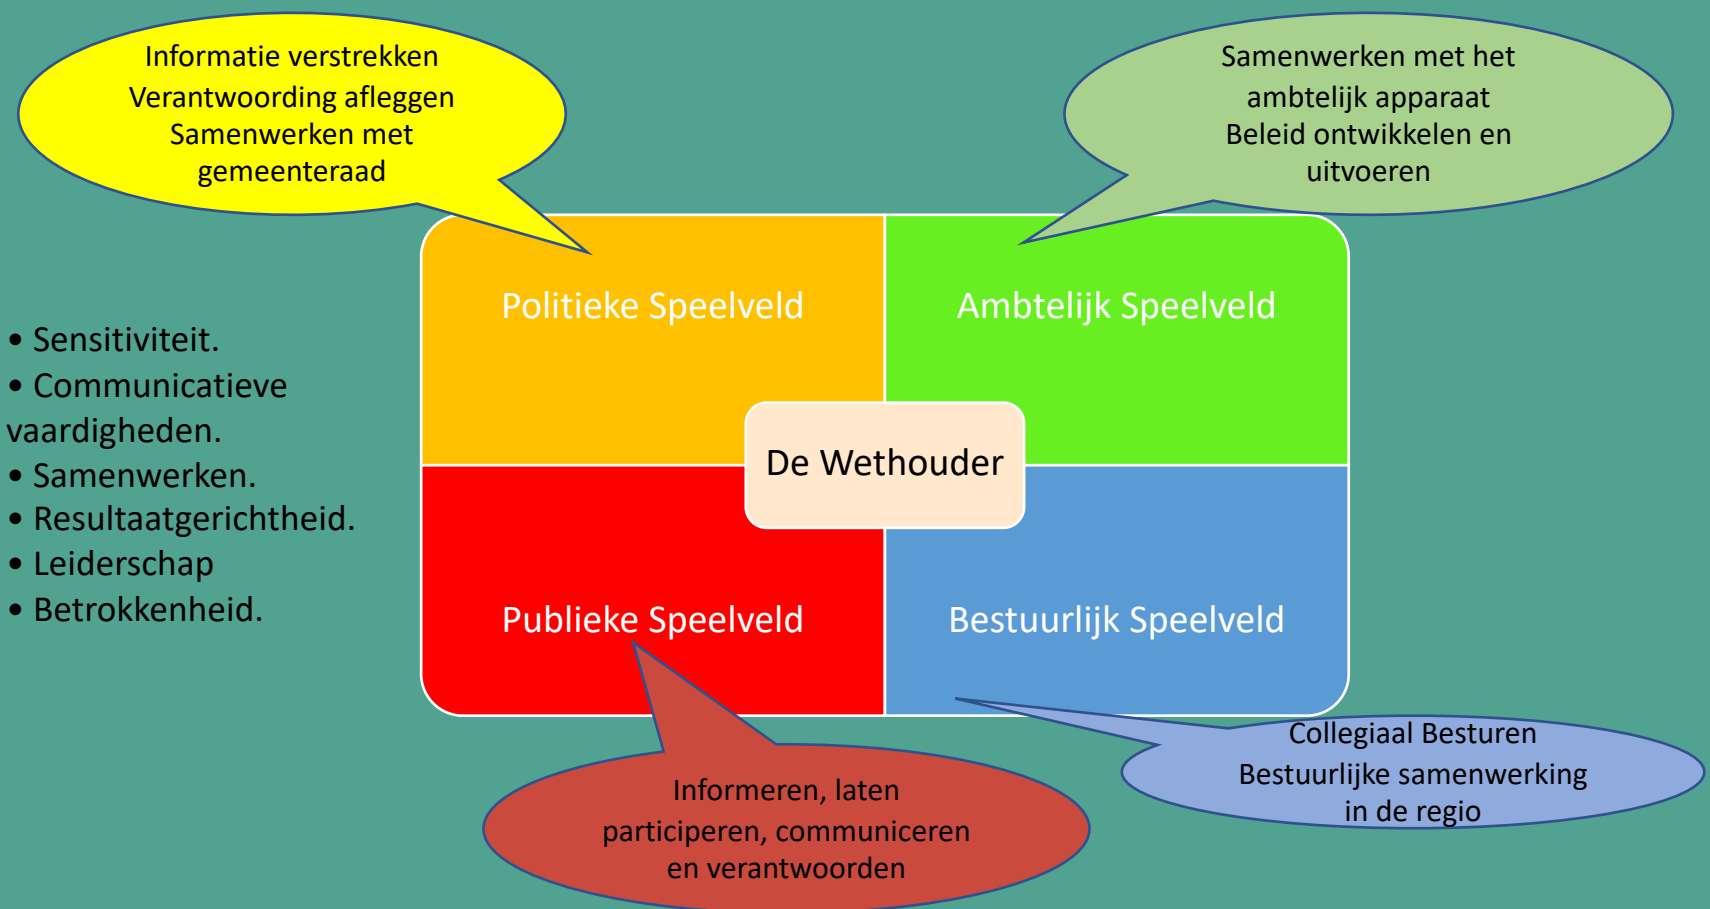 Informatie verstrekken
Verantwoording afleggen
Samenwerken met
gemeenteraad
Samenwerken met het
ambtelijk apparaat
Beleid ontwikkelen en
uitvoeren
Politieke Speelveld
Ambtelijk Speelveld
• Sensitiviteit.
• Communicatieve
vaardigheden.
• Samenwerken.
• Resultaatgerichtheid.
• Leiderschap
• Betrokkenheid.
De Wethouder
Publieke Speelveld
Bestuurlijk Speelveld
Informeren, laten
participeren, communiceren
en verantwoorden
Collegiaal Besturen
Bestuurlijke samenwerking
in de regio